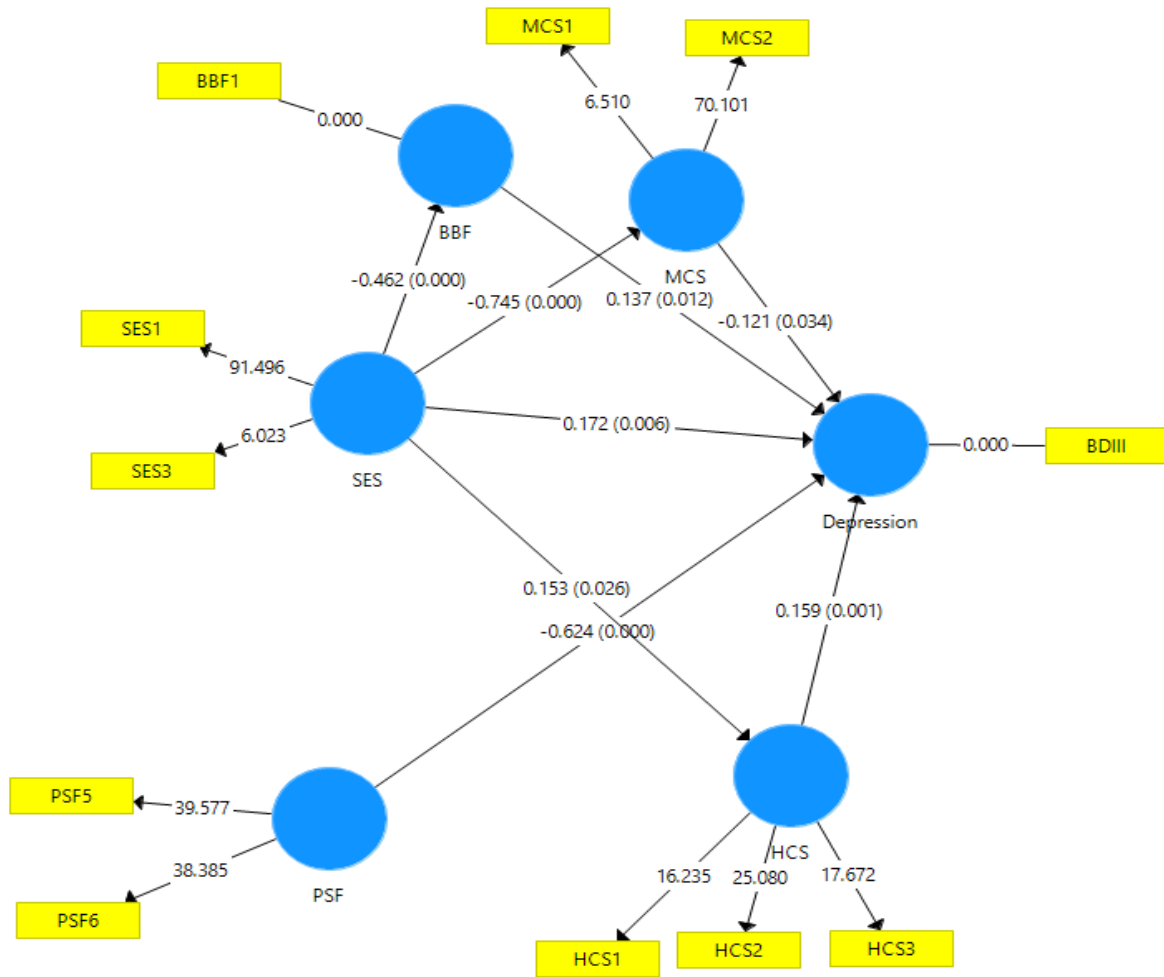 MCS1
MCS2
BBF1
6.510
70.101
0.000
BBF
MCS
-0.462 (0.000)
-0.745 (0.000)
0.137 (0.012)
-0.121 (0.034)
SES1
91.496
0.172 (0.006)
6.023
0.000
BDIII
SES3
SES
Depression
0.153 (0.026)
0.159 (0.001)
-0.624 (0.000)
PSF5
39.577
38.385
HCS
PSF
16.235
25.080
17.672
PSF6
HCS1
HCS2
HCS3